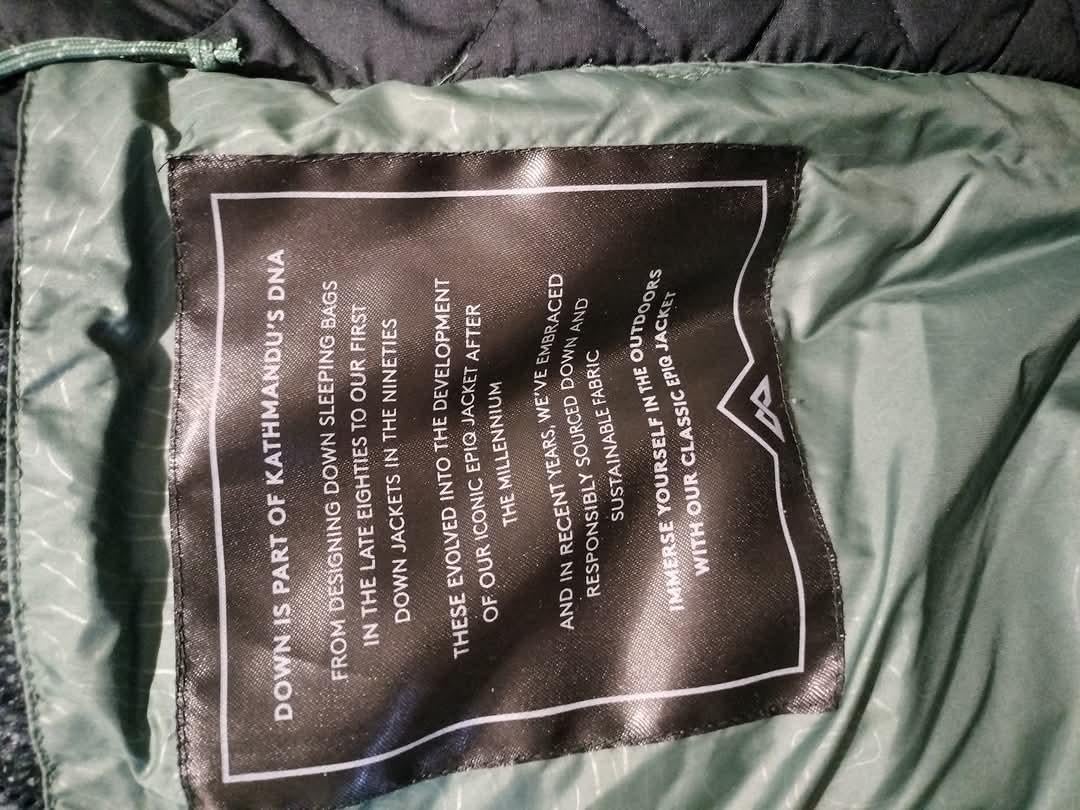 DOWN IS PART OF KATHMANDU'S DNA
FROM DESIGNING DOWN SLEEPING BAGS
IN THE LATE EIGHTIES TO OUR FIRST
DOWN JACKETS IN THE NINETIES
THESE EVOLVED INTO THE DEVELOPMENT
OF OUR ICONIC EPIQ JACKET AFTER
THE MILLENNIUM
AND IN RECENT YEARS, WE'VE EMBRACED
RESPONSIBLY SOURCED DOWN AND
SUSTAINABLE FABRIC
IMMERSE YOURSELF IN THE OUTDOORS
WITH OUR CLASSIC EPIQ JACKET